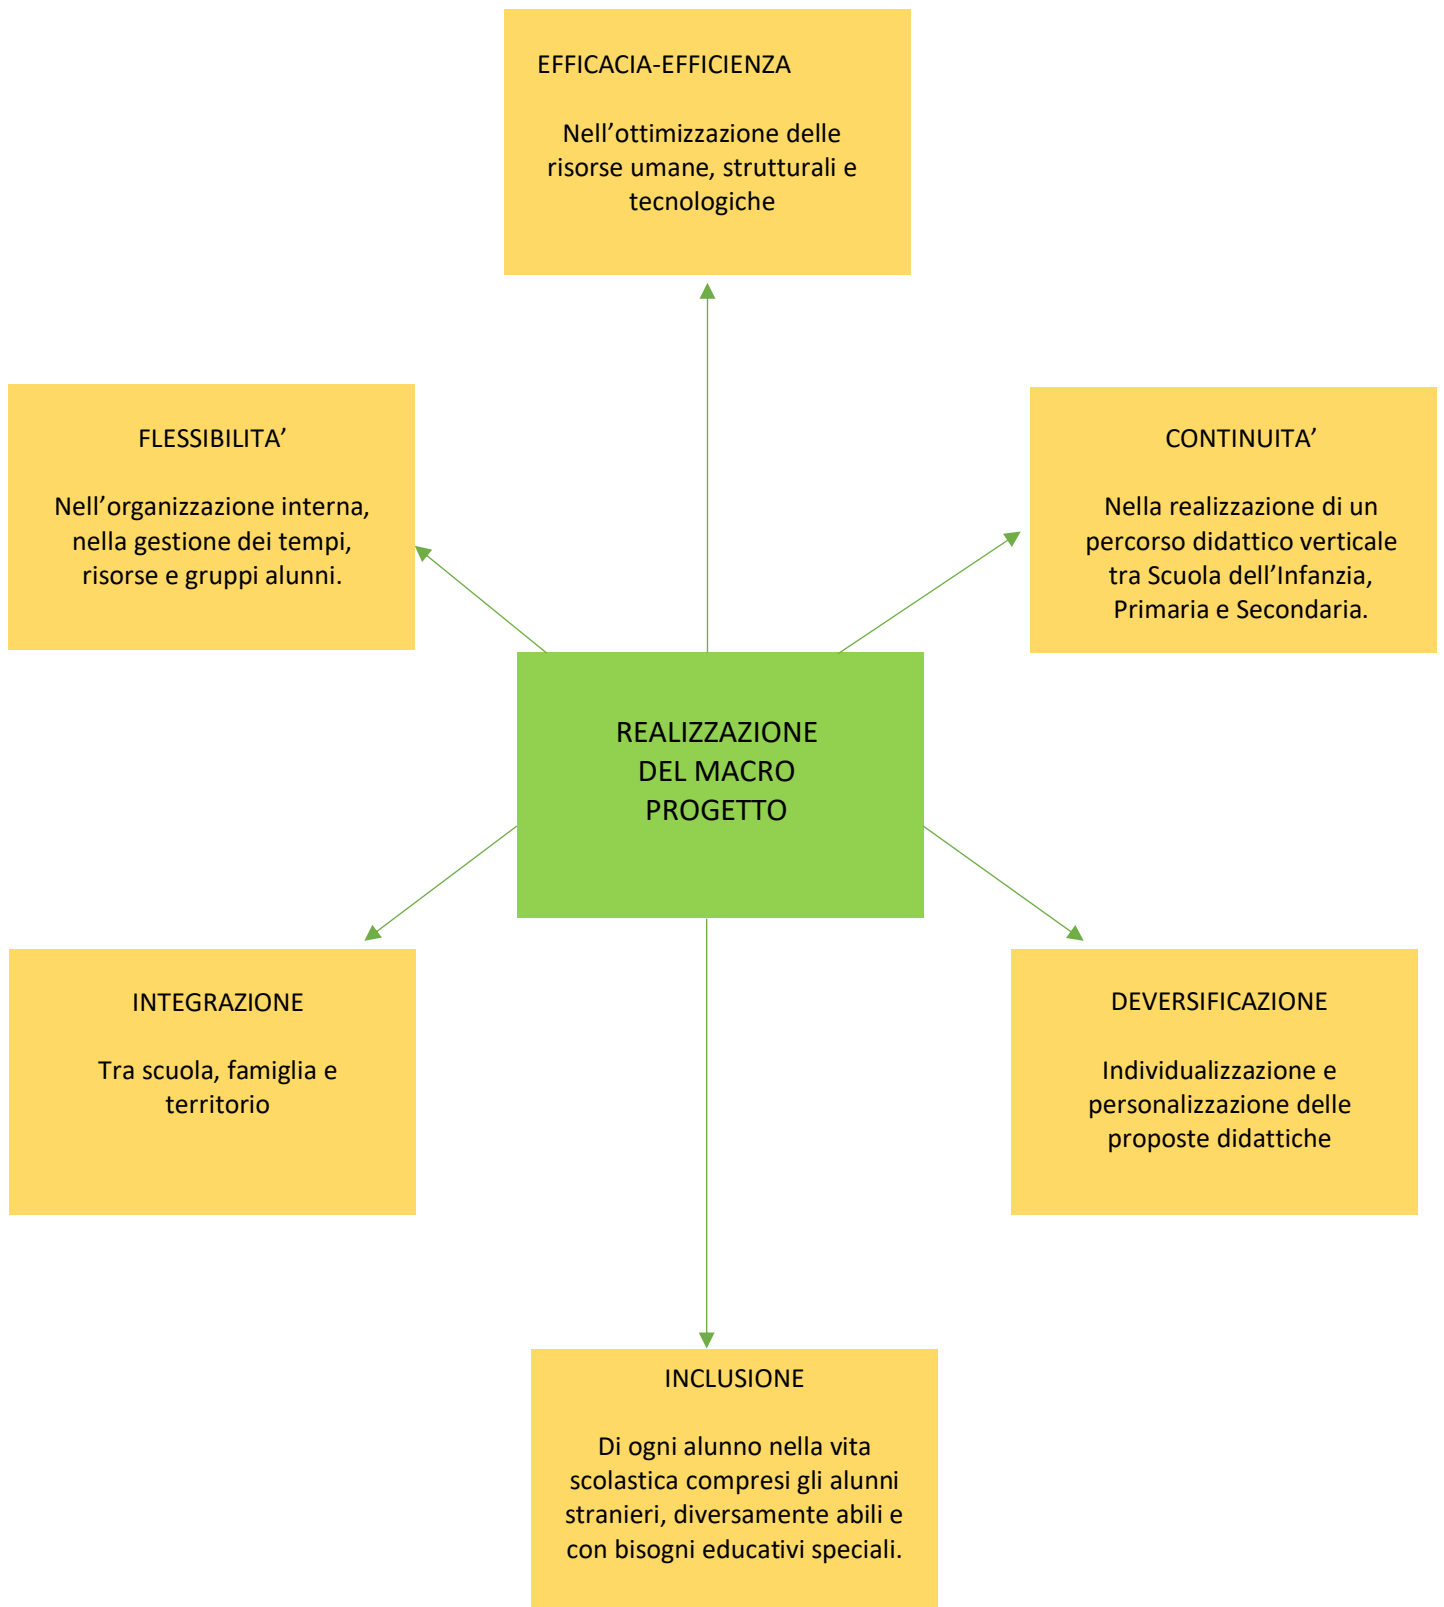 EFFICACIA-EFFICIENZA
Nell’ottimizzazione delle
risorse umane, strutturali e
tecnologiche
FLESSIBILITA’
Nell’organizzazione interna,
nella gestione dei tempi,
risorse e gruppi alunni.
CONTINUITA’
Nella realizzazione di un
percorso didattico verticale
tra Scuola dell’Infanzia,
Primaria e Secondaria.
REALIZZAZIONE
DEL MACRO
PROGETTO
INTEGRAZIONE
Tra scuola, famiglia e
territorio
DEVERSIFICAZIONE
Individualizzazione e
personalizzazione delle
proposte didattiche
INCLUSIONE
Di ogni alunno nella vita
scolastica compresi gli alunni
stranieri, diversamente abili e
con bisogni educativi speciali.